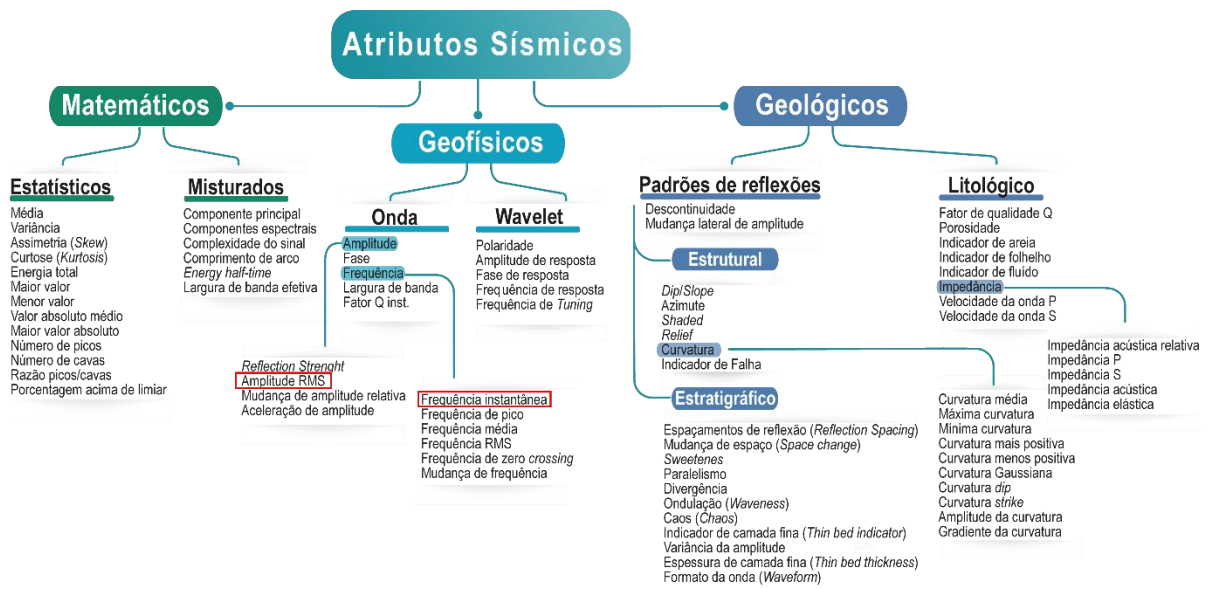 Atributos Sísmicos
Matemáticos
Estatísticos
Média
Variância
Assimetria (Skew)
Curtose (Kurtosis)
Energia total
Maior valor
Menor valor
Valor absoluto médio
Maior valor absoluto
Número de picos
Número de cavas
Razão picos/cavas
Porcentagem acima de limiar
Misturados
Componente principal
Componentes espectrais
Complexidade do sinal
Comprimento de arco
Energy half-time
Largura de banda efetiva
Geofísicos
Onda
Amplitude
Fase
Frequência
Largura de banda
Fator Q inst.
Reflection Strenght
Amplitude RMS
Mudança de amplitude relativa
Aceleração de amplitude
Frequência instantânea
Frequência de pico
Frequência média
Frequência RMS
Frequência de zero crossing
Mudança de frequência
Wavelet
Polaridade
Amplitude de resposta
Fase de resposta
Frequência de resposta
Frequência de Tuning
Geológicos
Padrões de reflexões
Descontinuidade
Mudança lateral de amplitude
Estrutural
Dip/Slope
Azimute
Shaded
Relief
Curvatura
Indicador de Falha
Estratigráfico
Espaçamentos de reflexão (Reflection Spacing)
Mudança de espaço (Space change)
Sweetenes
Paralelismo
Divergência
Ondulação (Waveness)
Caos (Chaos)
Indicador de camada fina (Thin bed indicator)
Variância da amplitude
Espessura de camada fina (Thin bed thickness)
Formato da onda (Waveform)
Curvatura média
Máxima curvatura
Mínima curvatura
Curvatura mais positiva
Curvatura menos positiva
Curvatura Gaussiana
Curvatura dip
Curvatura strike
Amplitude da curvatura
Gradiente da curvatura
Litológico
Fator de qualidade Q
Porosidade
Indicador de areia
Indicador de folhelho
Indicador de fluído
Impedância
Velocidade da onda P
Velocidade da onda S
Impedância acústica relativa
Impedância P
Impedância S
Impedância acústica
Impedância elástica